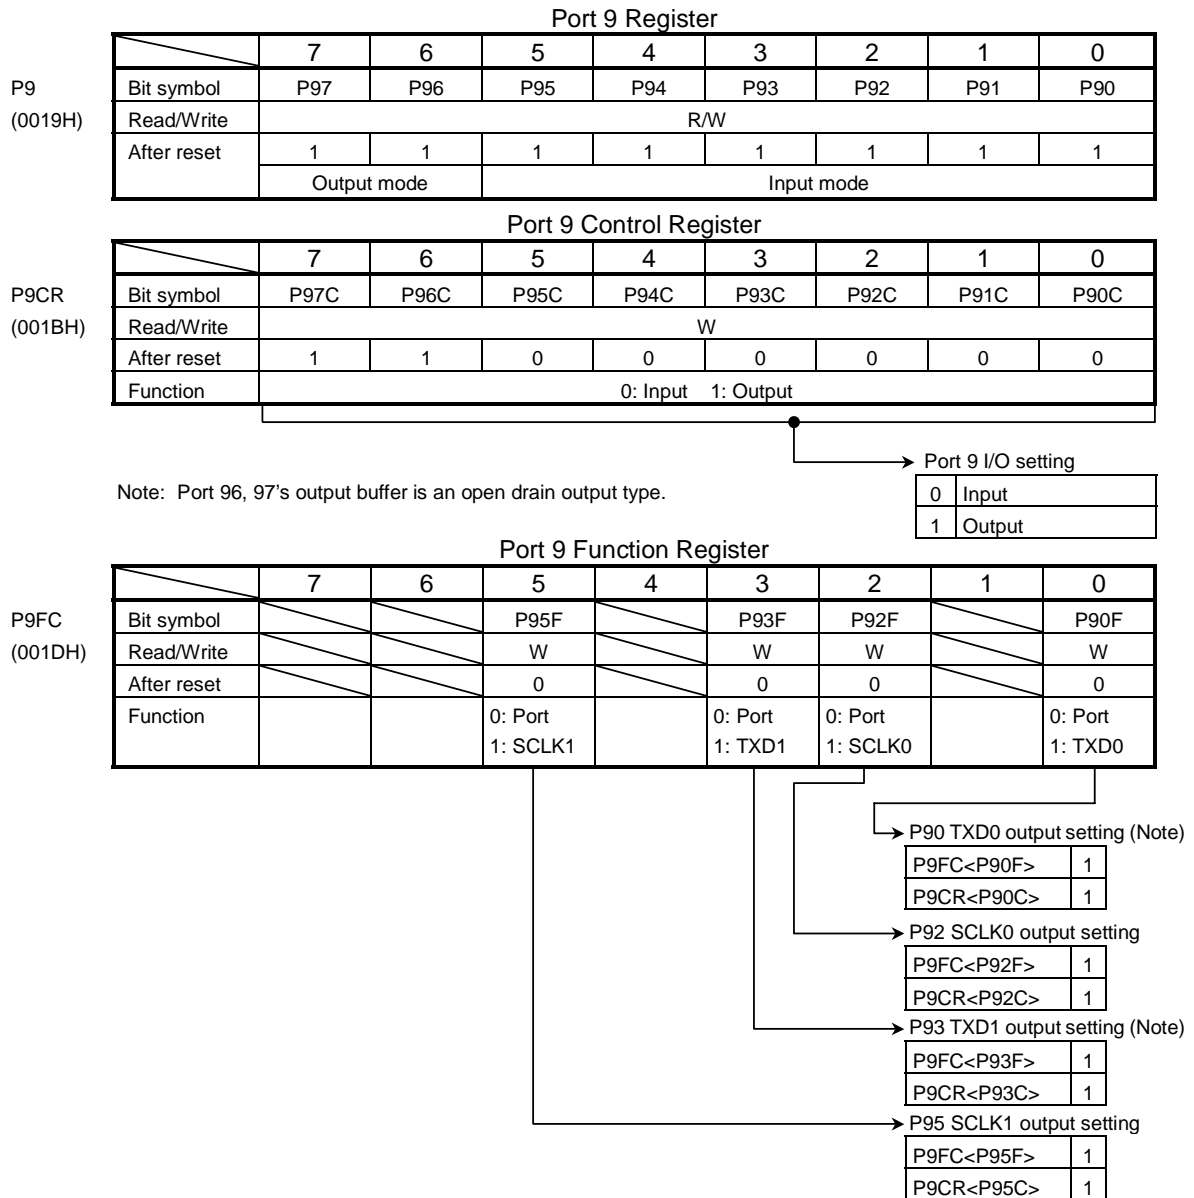 Port 9 Register
7 6 5 4 3 2 1 0
P9 Bit symbol P97 P96 P95 P94 P93 P92 P91 P90
(0019H) Read/Write R/W
After reset 1 1 1 1 1 1 1 1
Output mode Input mode
Port 9 Control Register
7 6 5 4 3 2 1 0
P9CR Bit symbol P97C P96C P95C P94C P93C P92C P91C P90C
(001BH) Read/Write W
After reset 1 1 0 0 0 0 0 0
Function 0: Input 1: Output
Port 9 I/O setting
0 Input
1 Output
Note: Port 96, 97's output buffer is an open drain output type.
Port 9 Function Register
7 6 5 4 3 2 1 0
P9FC Bit symbol P95F P93F P92F P90F
(001DH) Read/Write W W W W
After reset 0 0 0 0
Function 0: Port 0: Port 0: Port 0: Port
1: SCLK1 1: TXD1 1: SCLK0 1: TXD0
P90 TXD0 output setting (Note)
P9FC<P90F> 1
P9CR<P90C> 1
P92 SCLK0 output setting
P9FC<P92F> 1
P9CR<P92C> 1
P93 TXD1 output setting (Note)
P9FC<P93F> 1
P9CR<P93C> 1
P95 SCLK1 output setting
P9FC<P95F> 1
P9CR<P95C> 1